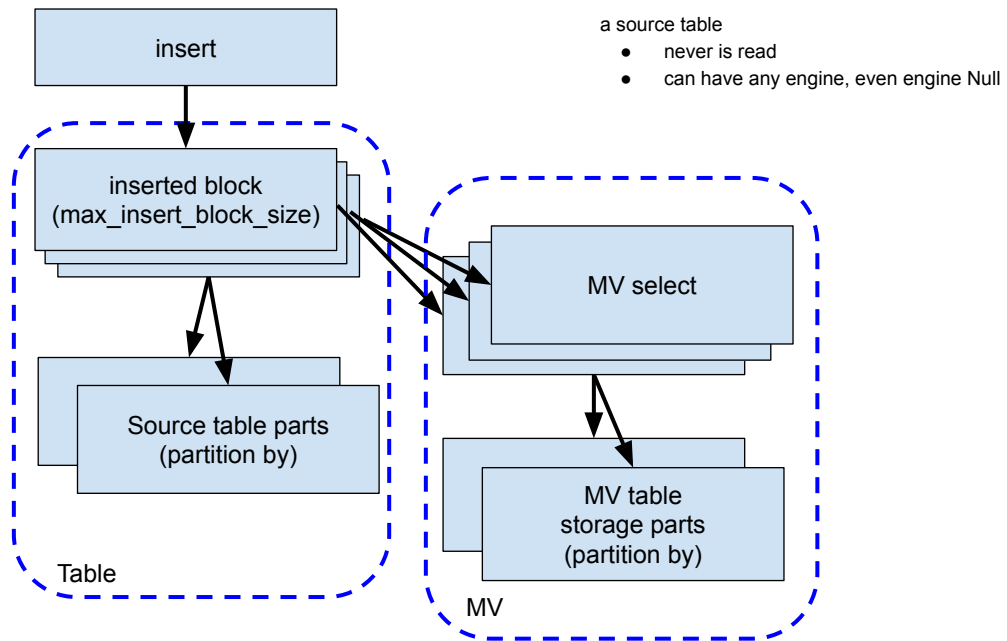 a source table
● never is read
● can have any engine, even engine Null
insert
inserted block
(max_insert_block_size)
MV select
Source table parts
(partition by)
MV table
storage parts
(partition by)
Table
MV